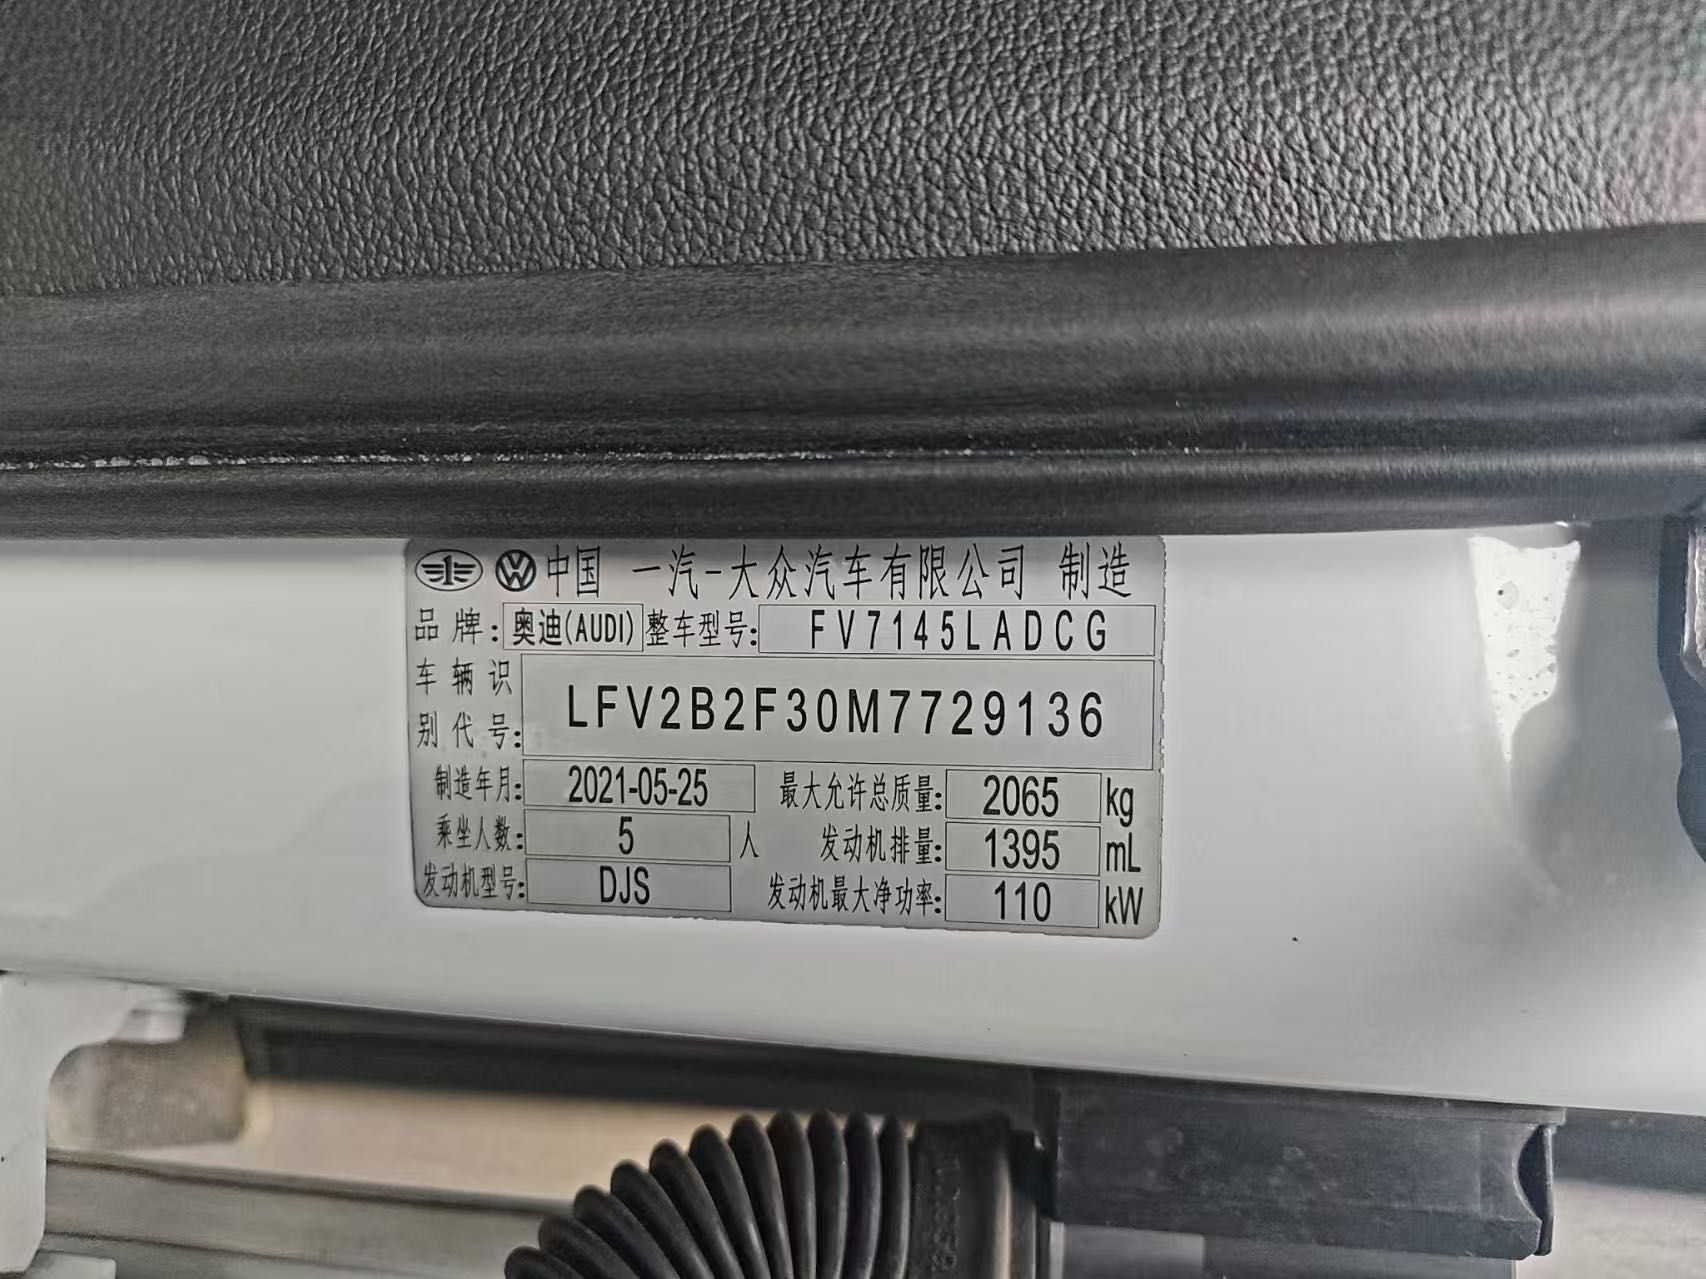 中国 一汽-大众汽车有限公司 制造
品牌: 奥迪(AUDI) 整车型号: FV7145LADCG
车辆识别代号: LFV2B2F30M7729136
制造年月: 2021-05-25 最大允许总质量: 2065 kg
乘坐人数: 5 人 发动机排量: 1395 mL
发动机型号: DJS 发动机最大净功率: 110 kW